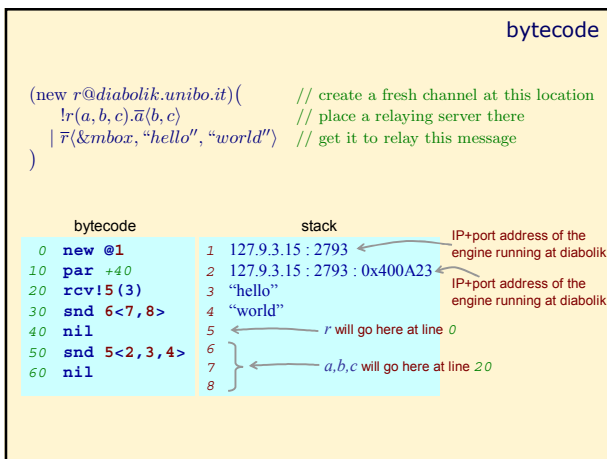 bytecode
(new r@diabolik.unibo.it)( // create a fresh channel at this location
!r(a, b, c).a̅⟨b, c⟩ // place a relaying server there
| r̅⟨&mbox, “hello″, “world″⟩ // get it to relay this message
)
bytecode
0 new @1
10 par +40
20 rcv!5(3)
30 snd 6<7,8>
40 nil
50 snd 5<2,3,4>
60 nil
stack
1 127.9.3.15 : 2793
2 127.9.3.15 : 2793 : 0x400A23
3 “hello”
4 “world”
5 r will go here at line 0
6
7 a,b,c will go here at line 20
8
IP+port address of the
engine running at diabolik
IP+port address of the
engine running at diabolik